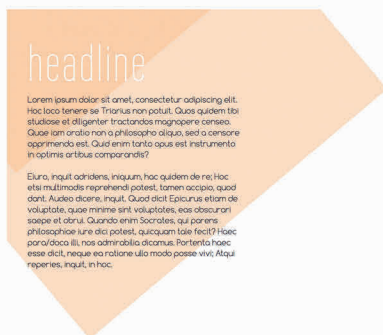 headline
Lorem ipsum dolor sit amet, consectetur adipiscing elit.
Hoc loco tenere se Triarius non potuit. Quos quidem tibi
studiose et diligenter tractandos magnopere censeo.
Quae iam oratio non a philosopho aliquo, sed a censore
opprimenda est. Quid enim tanto opus est instrumento
in optimis artibus comparandis?
Eiuro, inquit adridens, iniquum, hac quidem de re; Hoc
etsi multimodis reprehendi potest, tamen accipio, quod
dant. Audeo dicere, inquit. Quod dicit Epicurus etiam de
voluptate, quae minime sint voluptates, eas obscurari
saepe et obrui. Quando enim Socrates, qui parens
philosophiae iure dici potest, quicquam tale fecit? Haec
para/doca illi, nos admirabilia dicamus. Portenta haec
esse dicit, neque ea ratione ullo modo posse vivi; Atqui
reperies, inquit, in hoc.